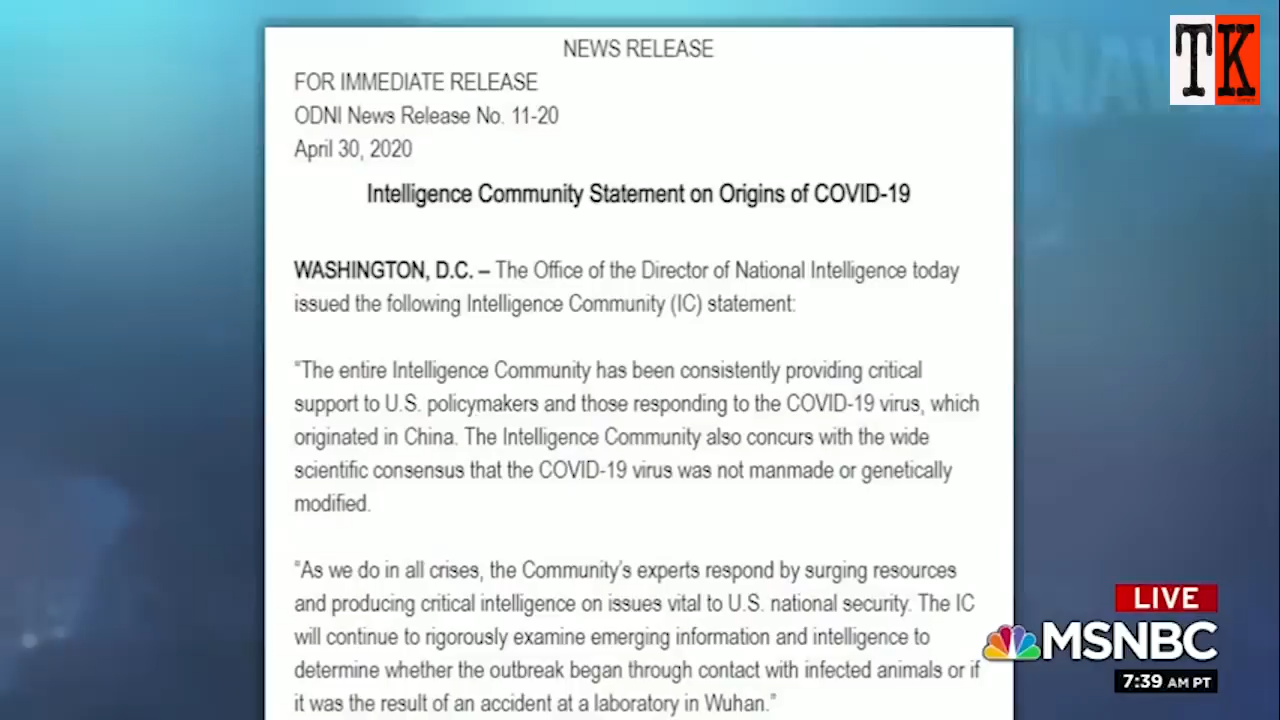 NEWS RELEASE
FOR IMMEDIATE RELEASE
ODNI News Release No. 11-20
April 30, 2020
Intelligence Community Statement on Origins of COVID-19
WASHINGTON, D.C. – The Office of the Director of National Intelligence today
issued the following Intelligence Community (IC) statement:
“The entire Intelligence Community has been consistently providing critical
support to U.S. policymakers and those responding to the COVID-19 virus, which
originated in China. The Intelligence Community also concurs with the wide
scientific consensus that the COVID-19 virus was not manmade or genetically
modified.
“As we do in all crises, the Community’s experts respond by surging resources
and producing critical intelligence on issues vital to U.S. national security. The IC
will continue to rigorously examine emerging information and intelligence to
determine whether the outbreak began through contact with infected animals or if
it was the result of an accident at a laboratory in Wuhan.”
TK
LIVE
MSNBC
7:39 AM PT